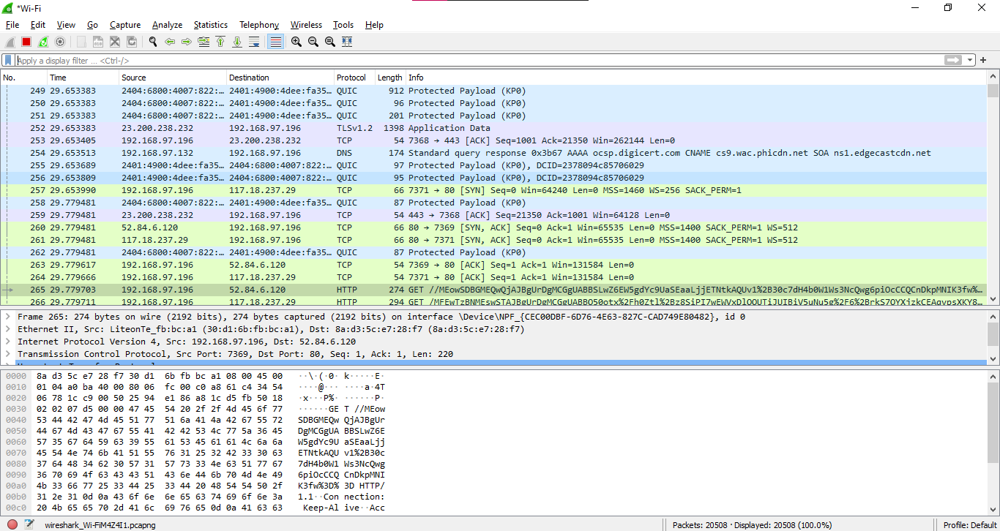 *Wi-Fi
File Edit View Go Capture Analyze Statistics Telephony Wireless Tools Help
Apply a display filter ... <Ctrl-/>
No. Time Source Destination Protocol Length Info
249 29.653383 2404:6800:4007:822:… 2401:4900:4dee:fa35… QUIC 912 Protected Payload (KP0)
250 29.653383 2404:6800:4007:822:… 2401:4900:4dee:fa35… QUIC 96 Protected Payload (KP0)
251 29.653383 2404:6800:4007:822:… 2401:4900:4dee:fa35… QUIC 201 Protected Payload (KP0)
252 29.653383 23.200.238.232 192.168.97.196 TLSv1.2 1398 Application Data
253 29.653405 192.168.97.196 23.200.238.232 TCP 54 7368 → 443 [ACK] Seq=1001 Ack=21350 Win=262144 Len=0
254 29.653513 192.168.97.132 192.168.97.196 DNS 174 Standard query response 0x3b67 AAAA ocsp.digicert.com CNAME cs9.wac.phicdn.net SOA ns1.edgecastcdn.net
255 29.653689 2401:4900:4dee:fa35… 2404:6800:4007:822:… QUIC 97 Protected Payload (KP0), DCID=2378094c85706029
256 29.653809 2401:4900:4dee:fa35… 2404:6800:4007:822:… QUIC 95 Protected Payload (KP0), DCID=2378094c85706029
257 29.653990 192.168.97.196 117.18.237.29 TCP 66 7371 → 80 [SYN] Seq=0 Win=64240 Len=0 MSS=1460 WS=256 SACK_PERM=1
258 29.779481 2404:6800:4007:822:… 2401:4900:4dee:fa35… QUIC 87 Protected Payload (KP0)
259 29.779481 23.200.238.232 192.168.97.196 TCP 54 443 → 7368 [ACK] Seq=21350 Ack=1001 Win=64128 Len=0
260 29.779481 52.84.6.120 192.168.97.196 TCP 66 80 → 7369 [SYN, ACK] Seq=0 Ack=1 Win=65535 Len=0 MSS=1400 SACK_PERM=1 WS=512
261 29.779481 117.18.237.29 192.168.97.196 TCP 66 80 → 7371 [SYN, ACK] Seq=0 Ack=1 Win=65535 Len=0 MSS=1400 SACK_PERM=1 WS=512
262 29.779481 2404:6800:4007:822:… 2401:4900:4dee:fa35… QUIC 87 Protected Payload (KP0)
263 29.779617 192.168.97.196 52.84.6.120 TCP 54 7369 → 80 [ACK] Seq=1 Ack=1 Win=131584 Len=0
264 29.779666 192.168.97.196 117.18.237.29 TCP 54 7371 → 80 [ACK] Seq=1 Ack=1 Win=131584 Len=0
265 29.779703 192.168.97.196 52.84.6.120 HTTP 274 GET //MEowSDBGMEQwQjAJBgUrDgMCGgUABBSLwZ6EW5gdYc9UaSEaaLjjETNtkAQUv1%2B30c7dH4b0W1Ws3NcQwg6piOcCCQCnDkpMNIK3fw%…
266 29.779711 192.168.97.196 117.18.237.29 HTTP 294 GET
Frame 265: 274 bytes on wire (2192 bits), 274 bytes captured (2192 bits) on interface \Device\NPF_{CEC00DBF-6D76-4E63-827C-CAD749E80482}, id 0
Ethernet II, Src: LiteonTe_fb:bc:a1 (30:d1:6b:fb:bc:a1), Dst: 8a:d3:5c:e7:28:f7 (8a:d3:5c:e7:28:f7)
Internet Protocol Version 4, Src: 192.168.97.196, Dst: 52.84.6.120
Transmission Control Protocol, Src Port: 7369, Dst Port: 80, Seq: 1, Ack: 1, Len: 220
0000 8a d3 5c e7 28 f7 30 d1 6b fb bc a1 08 00 45 00 ··\·(·0· k·····E·
0010 01 04 a0 ba 40 00 80 06 fc 00 c0 a8 61 c4 34 54 ····@··· ····a·4T
0020 06 78 1c c9 00 50 25 94 e1 86 a8 1c d5 fb 50 18 ·x···P%· ······P·
0030 02 02 07 d5 00 00 47 45 54 20 2f 2f 4d 45 6f 77 ······GE T //MEow
0040 53 44 42 47 4d 45 51 77 51 6a 41 4a 42 67 55 72 SDBGMEQw QjAJBgUr
0050 44 67 4d 43 47 67 55 41 42 42 53 4c 77 5a 36 45 DgMCGgUA BBSLwZ6E
0060 57 35 67 64 59 63 39 55 61 53 45 61 61 4c 6a 6a W5gdYc9U aSEaaLjj
0070 45 54 4e 74 6b 41 51 55 76 31 25 32 42 33 30 63 ETNtkAQU v1%2B30c
0080 37 64 48 34 62 30 57 31 57 73 33 4e 63 51 77 67 7dH4b0W1 Ws3NcQwg
0090 36 70 69 4f 63 43 43 51 43 6e 44 6b 70 4d 4e 49 6piOcCCQ CnDkpMNI
00a0 4b 33 66 77 25 33 44 25 33 44 20 48 54 54 50 2f K3fw%3D% 3D HTTP/
00b0 31 2e 31 0d 0a 43 6f 6e 6e 65 63 74 69 6f 6e 3a 1.1··Con nection:
00c0 20 4b 65 65 70 2d 41 6c 69 76 65 0d 0a 41 63 63 Keep-Al ive··Acc
wireshark_Wi-FiM4Z4I1.pcapng Packets: 20508 · Displayed: 20508 (100.0%) Profile: Default